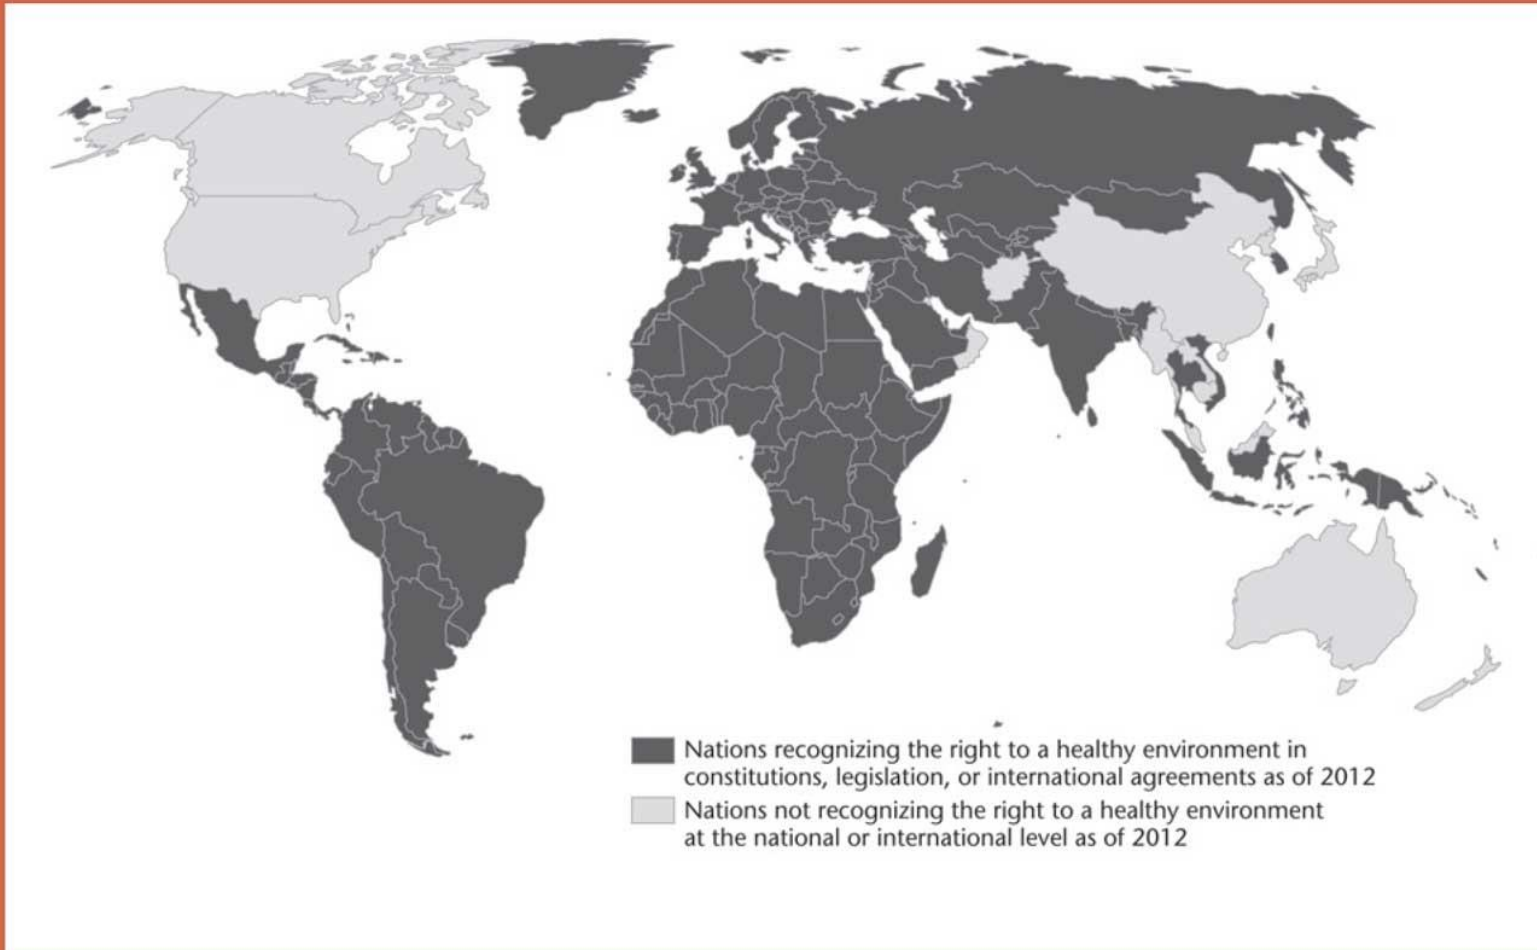 Nations recognizing the right to a healthy environment in
constitutions, legislation, or international agreements as of 2012
Nations not recognizing the right to a healthy environment
at the national or international level as of 2012